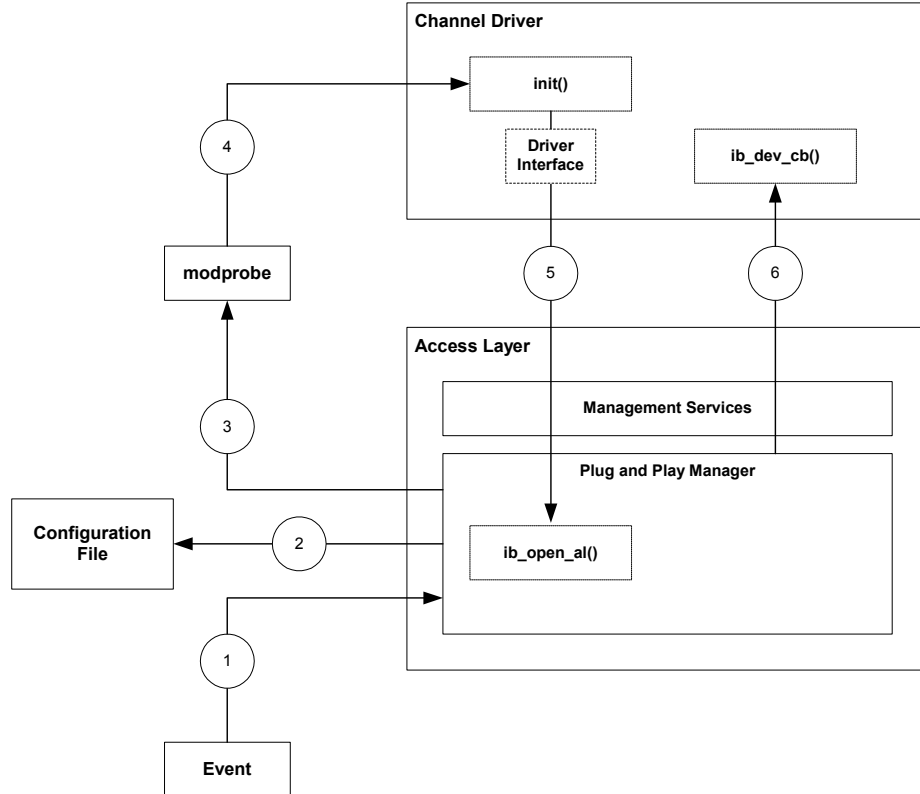 Channel Driver
init()
4
Driver
Interface
ib_dev_cb()
modprobe
5
6
Access Layer
Management Services
3
Plug and Play Manager
Configuration
File
2
ib_open_al()
1
Event